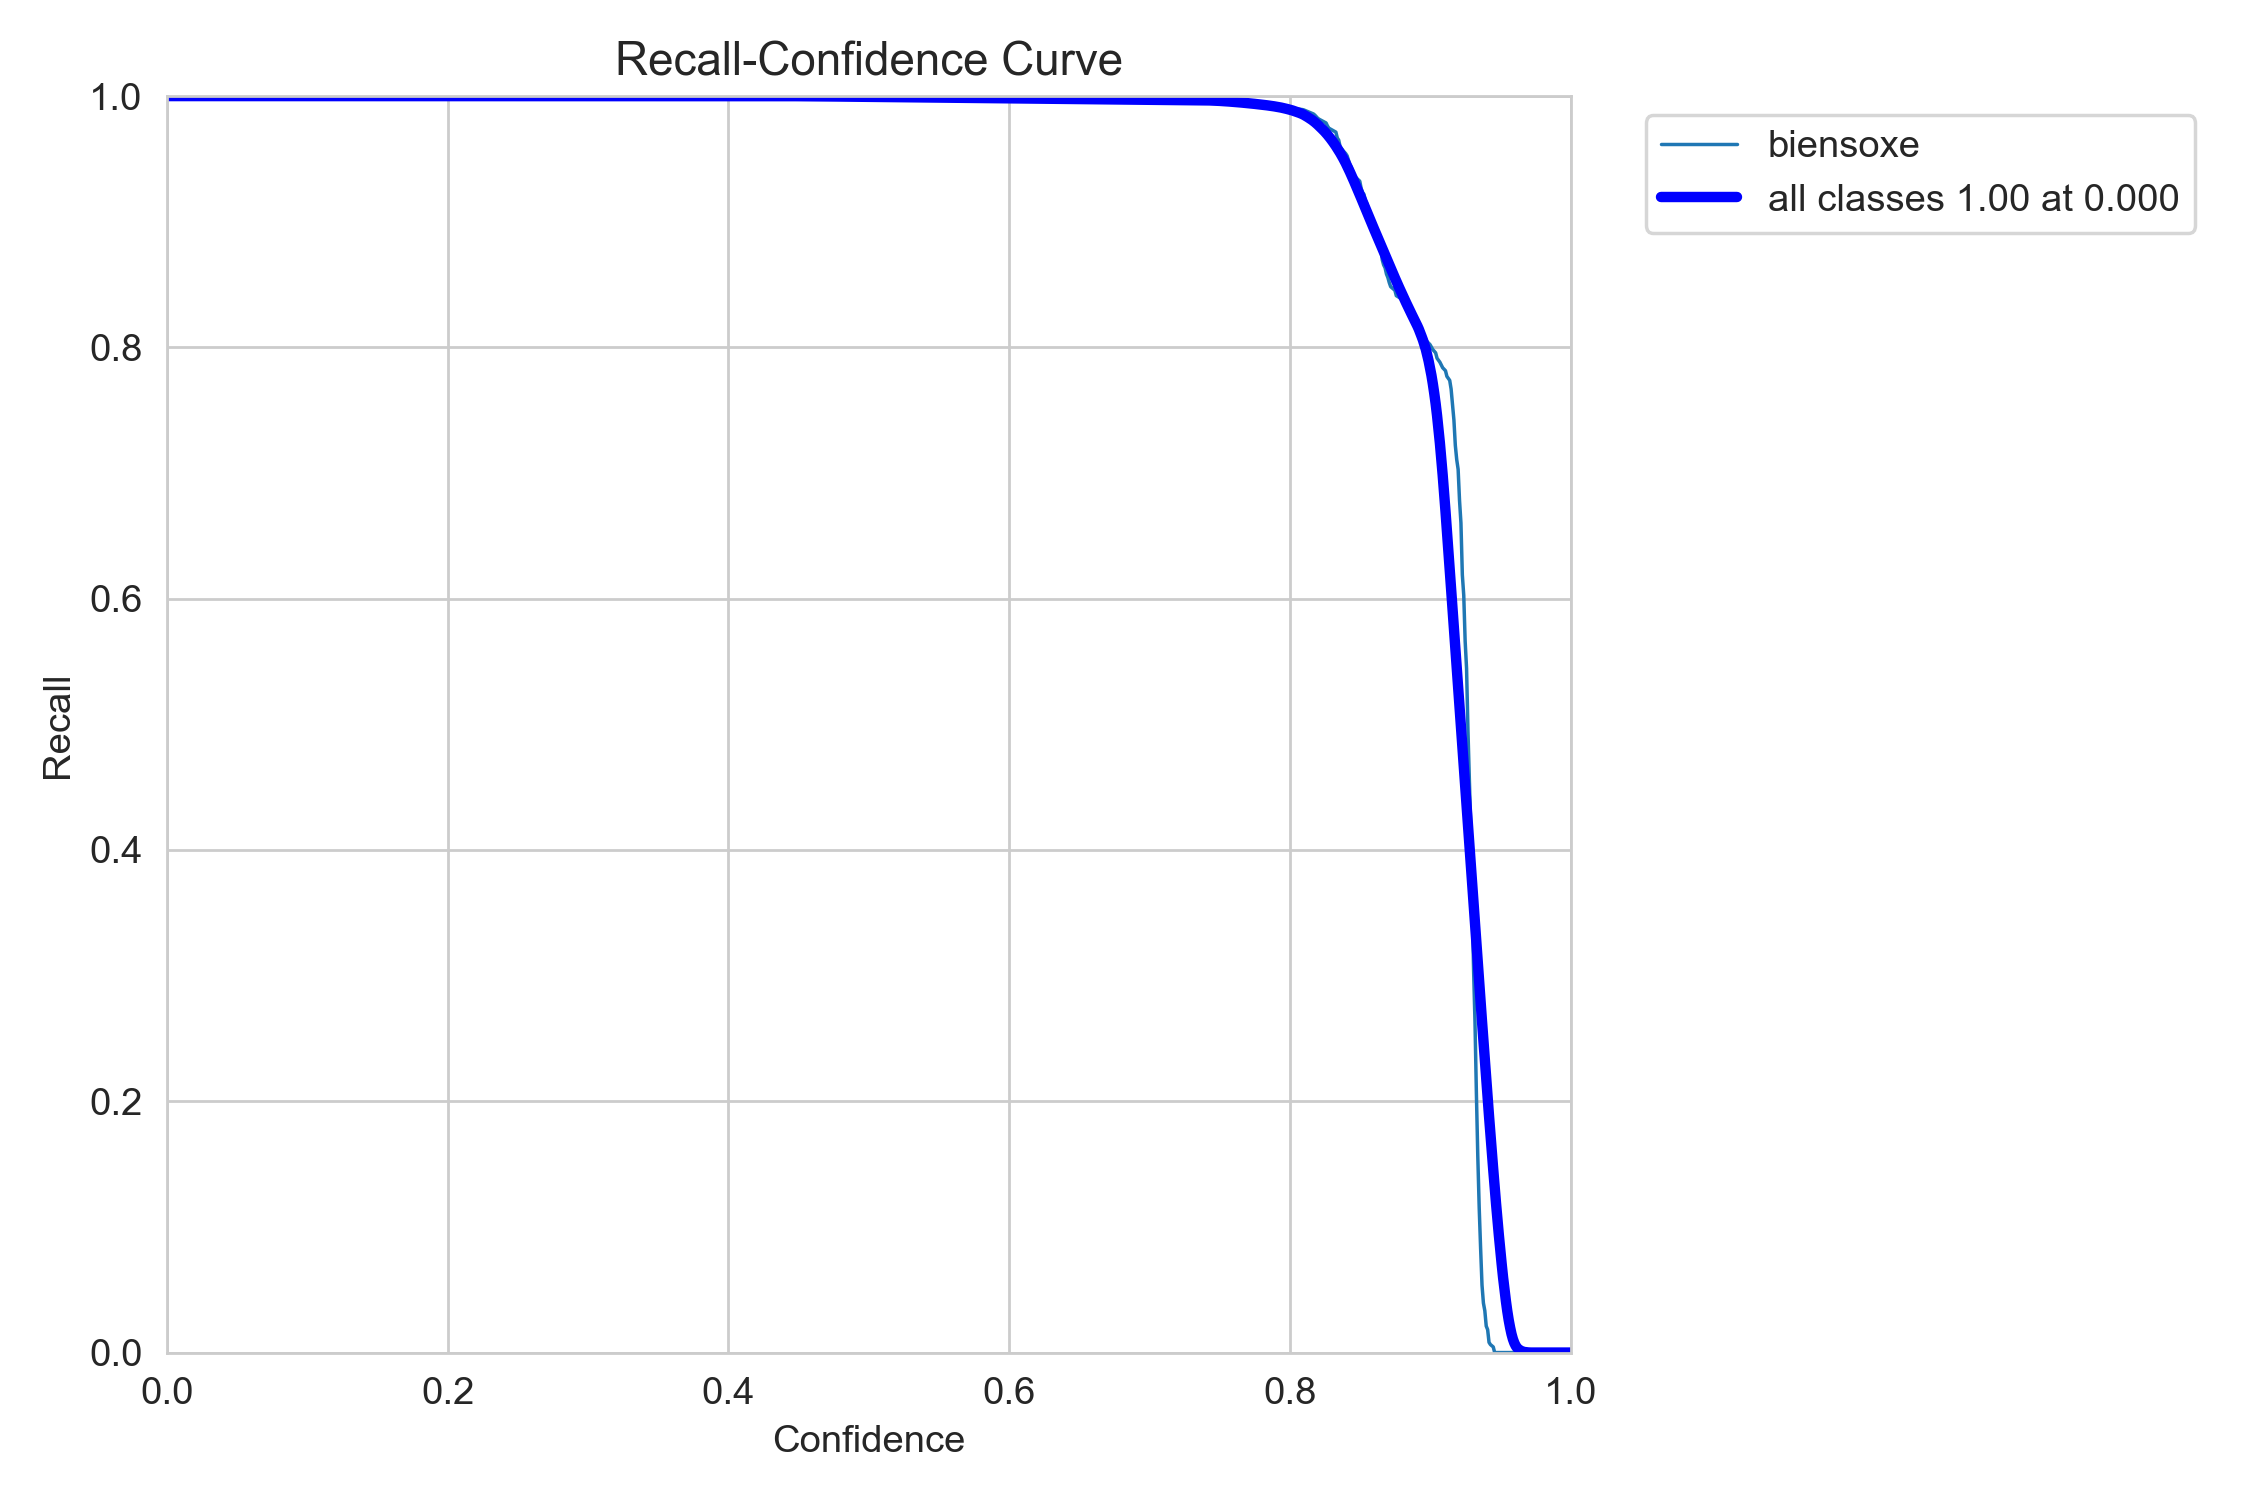 Recall-Confidence Curve
1.0
0.8
0.6
0.4
0.2
0.0
Recall
0.0 0.2 0.4 0.6 0.8 1.0
Confidence
biensoxe
all classes 1.00 at 0.000